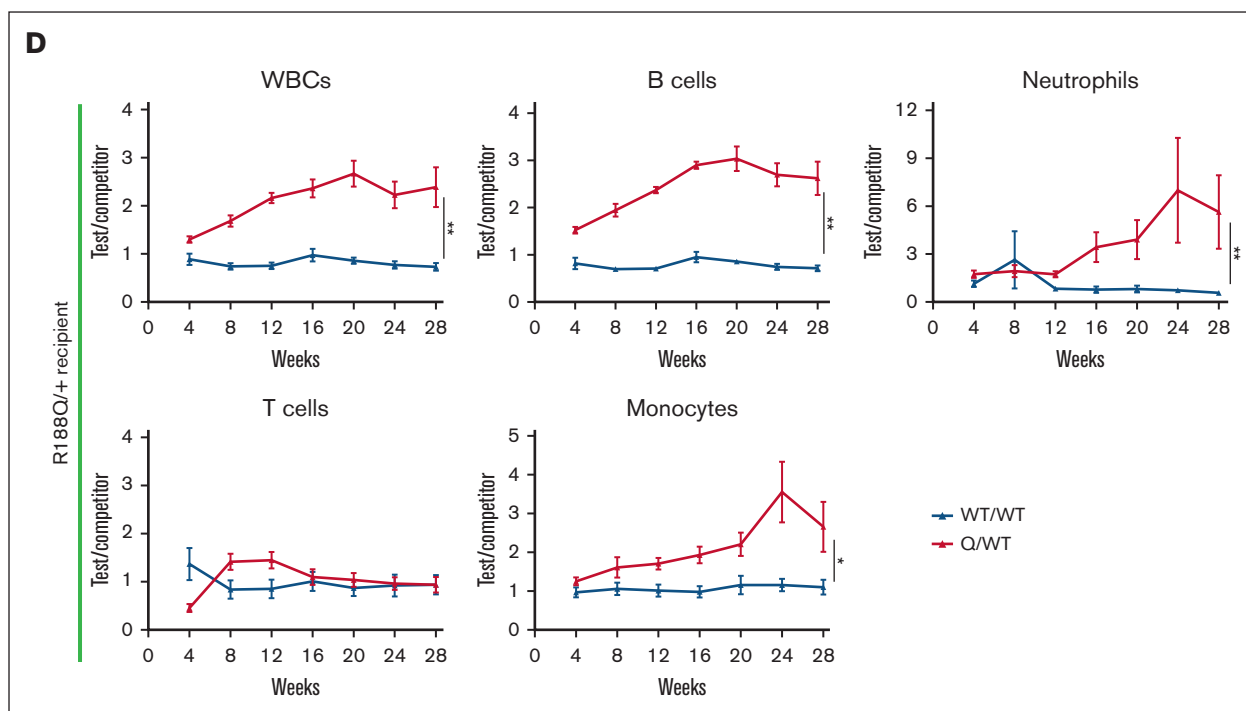 D
R188Q/+ recipient
WBCs
Test/competitor
4
3
2
1
0
0 4 8 12 16 20 24 28
Weeks
**
B cells
Test/competitor
4
3
2
1
0
0 4 8 12 16 20 24 28
Weeks
**
Neutrophils
Test/competitor
12
9
6
3
0
0 4 8 12 16 20 24 28
Weeks
**
T cells
Test/competitor
4
3
2
1
0
0 4 8 12 16 20 24 28
Weeks
Monocytes
Test/competitor
5
4
3
2
1
0
0 4 8 12 16 20 24 28
Weeks
*
WT/WT
Q/WT